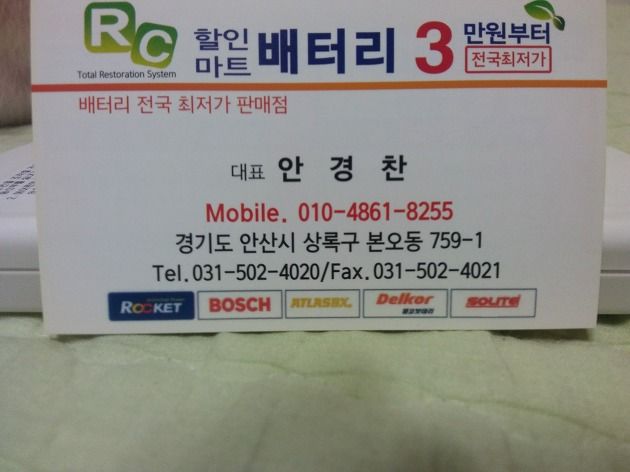 RC 할인마트 배터리 3만원부터
Total Restoration System
전국최저가
배터리 전국 최저가 판매점
대표 안 경 찬
Mobile. 010-4861-8255
경기도 안산시 상록구 본오동 759-1
Tel.031-502-4020/Fax.031-502-4021
ROCKET BOSCH ATLASBX. Delkor SOLITE